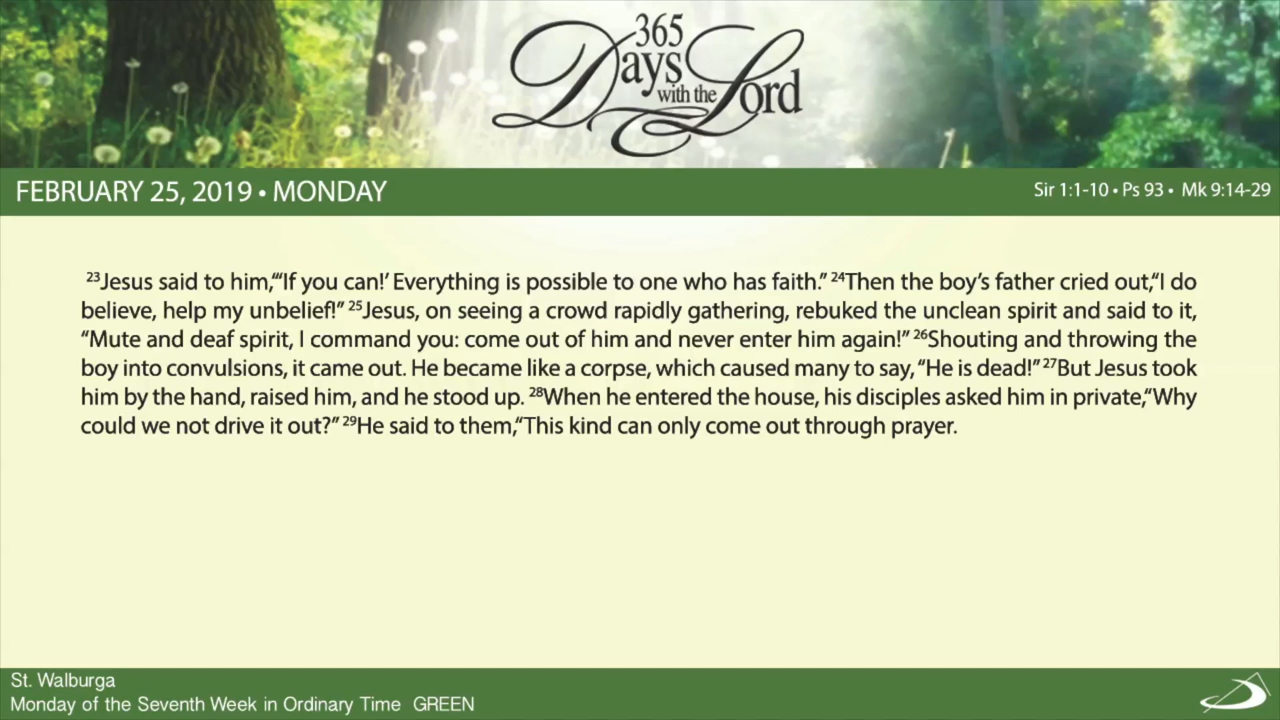 365
Days
with the Lord
FEBRUARY 25, 2019 • MONDAY
Sir 1:1-10 • Ps 93 • Mk 9:14-29
²³Jesus said to him,“‘If you can!’ Everything is possible to one who has faith.” ²⁴Then the boy’s father cried out,“I do
believe, help my unbelief!” ²⁵Jesus, on seeing a crowd rapidly gathering, rebuked the unclean spirit and said to it,
“Mute and deaf spirit, I command you: come out of him and never enter him again!” ²⁶Shouting and throwing the
boy into convulsions, it came out. He became like a corpse, which caused many to say, “He is dead!” ²⁷But Jesus took
him by the hand, raised him, and he stood up. ²⁸When he entered the house, his disciples asked him in private,“Why
could we not drive it out?” ²⁹He said to them,“This kind can only come out through prayer.
St. Walburga
Monday of the Seventh Week in Ordinary Time GREEN